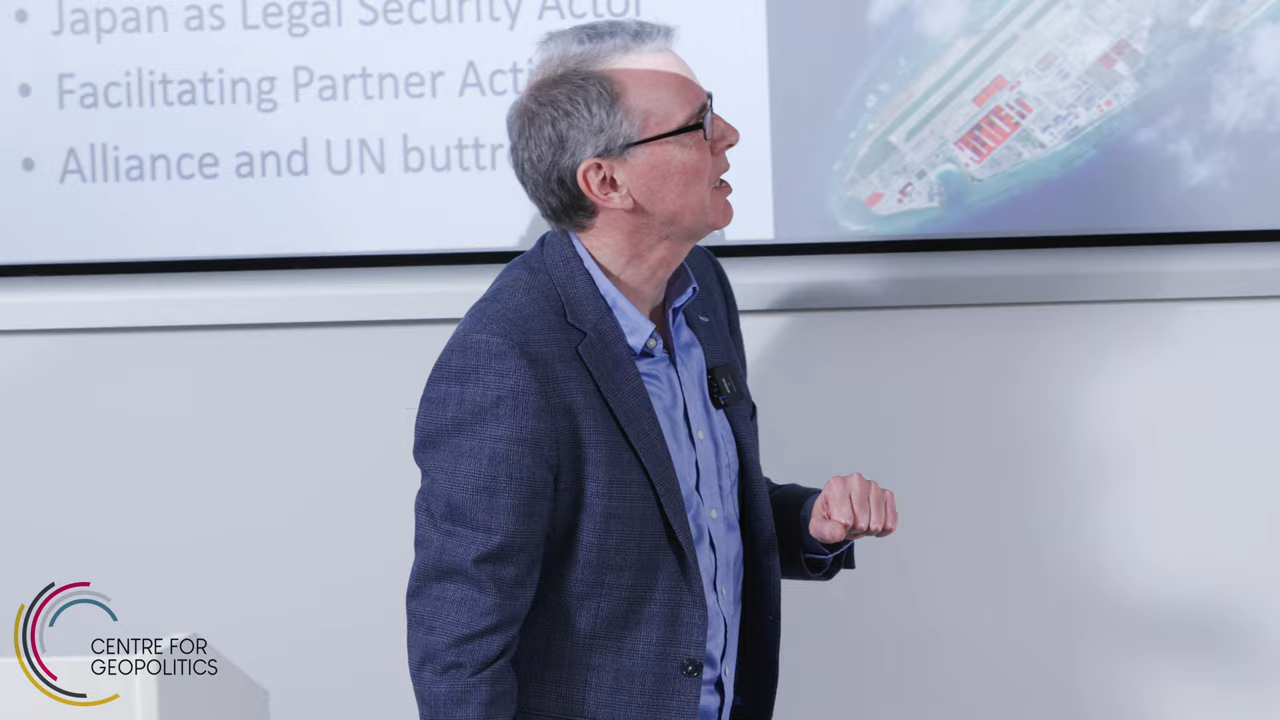 • Japan as Legal Security Actor
• Facilitating Partner
• Alliance and UN
CENTRE FOR
GEOPOLITICS